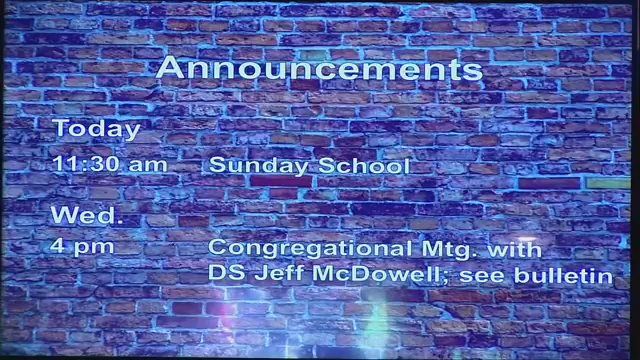 Announcements
Today
11:30 am Sunday School
Wed.
4 pm Congregational Mtg. with
DS Jeff McDowell; see bulletin